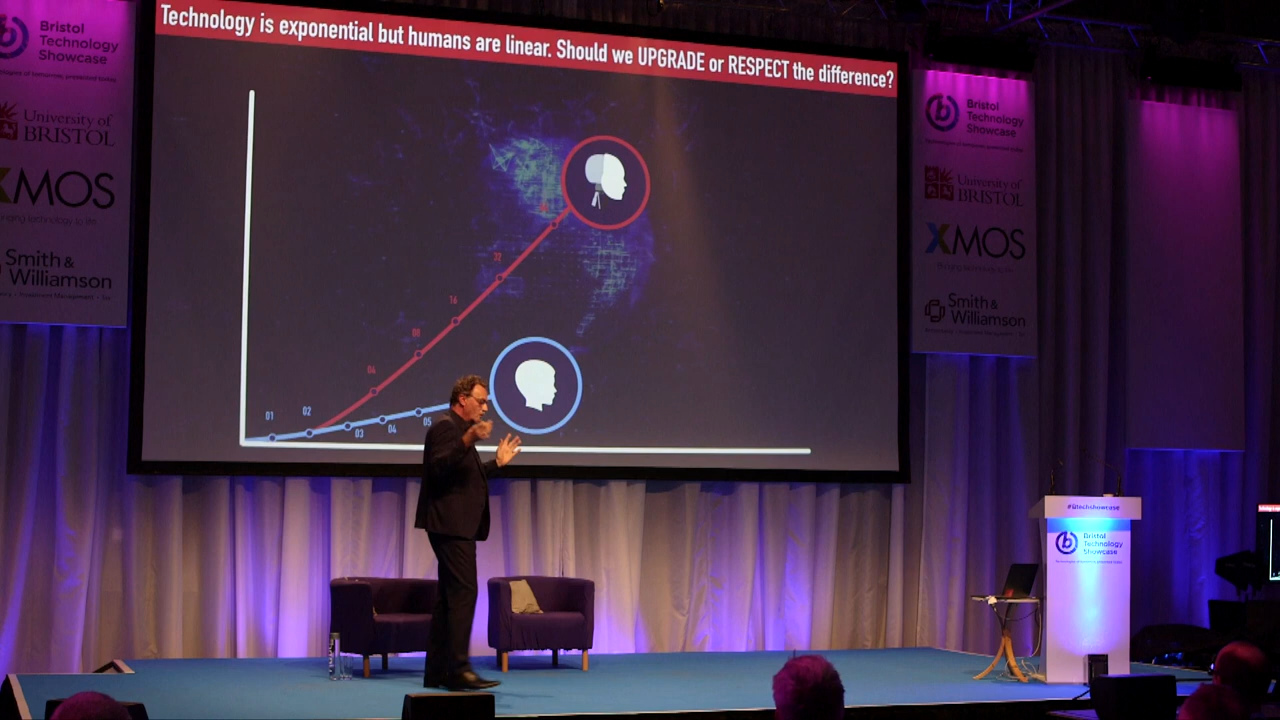 Technology is exponential but humans are linear. Should we UPGRADE or RESPECT the difference?
Bristol
Technology
Showcase
University of
BRISTOL
XMOS
Smith &
Williamson
32
16
08
04
01
02
03
04
05
Bristol
Technology
Showcase
University of
BRISTOL
XMOS
Smith &
Williamson
#btechshowcase
Bristol
Technology
Showcase